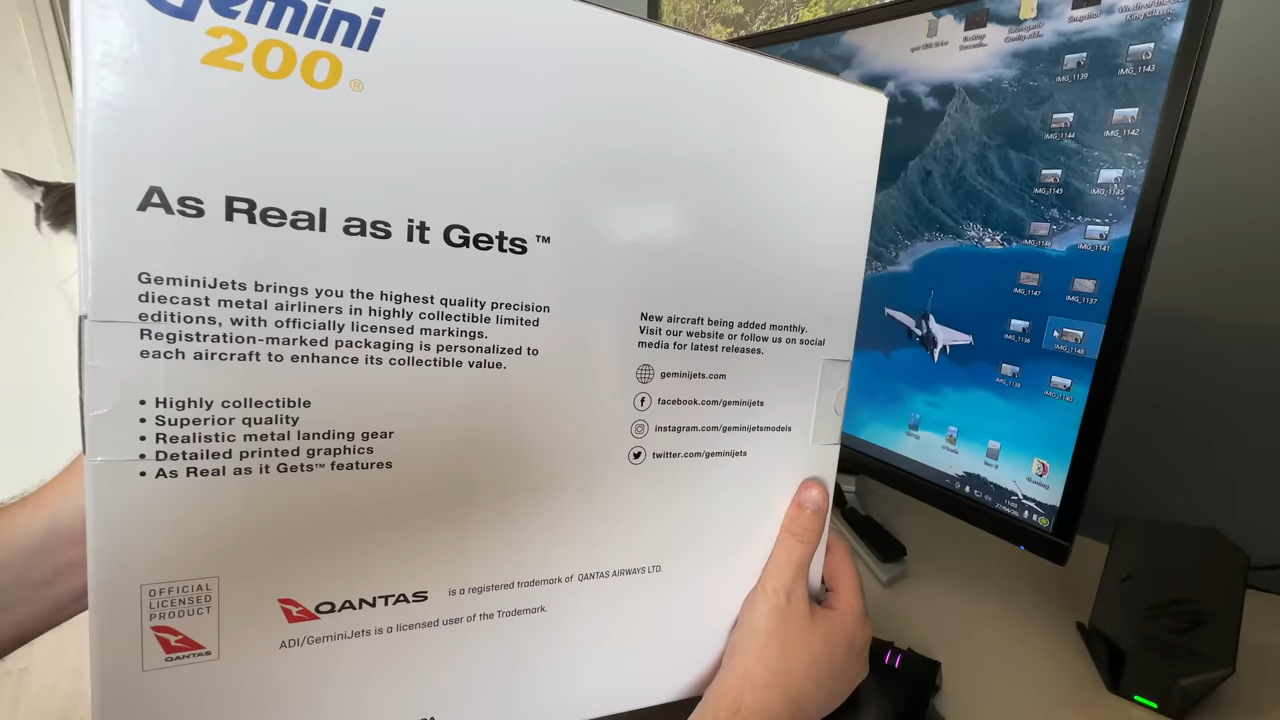 Gemini
200®
As Real as it Gets™
GeminiJets brings you the highest quality precision
diecast metal airliners in highly collectible limited
editions, with officially licensed markings.
Registration-marked packaging is personalized to
each aircraft to enhance its collectible value.
• Highly collectible
• Superior quality
• Realistic metal landing gear
• Detailed printed graphics
• As Real as it Gets™ features
New aircraft being added monthly.
Visit our website or follow us on social
media for latest releases.
geminijets.com
facebook.com/geminijets
instagram.com/geminijetsmodels
twitter.com/geminijets
OFFICIAL
LICENSED
PRODUCT
QANTAS
QANTAS is a registered trademark of QANTAS AIRWAYS LTD.
ADI/GeminiJets is a licensed user of the Trademark.
Snapshot
King Classic
IMG_1139
IMG_1143
IMG_1144
IMG_1142
IMG_1145
IMG_1146
IMG_1141
IMG_1147
IMG_1137
IMG_1136
IMG_1148
IMG_1138
IMG_1140
11:03